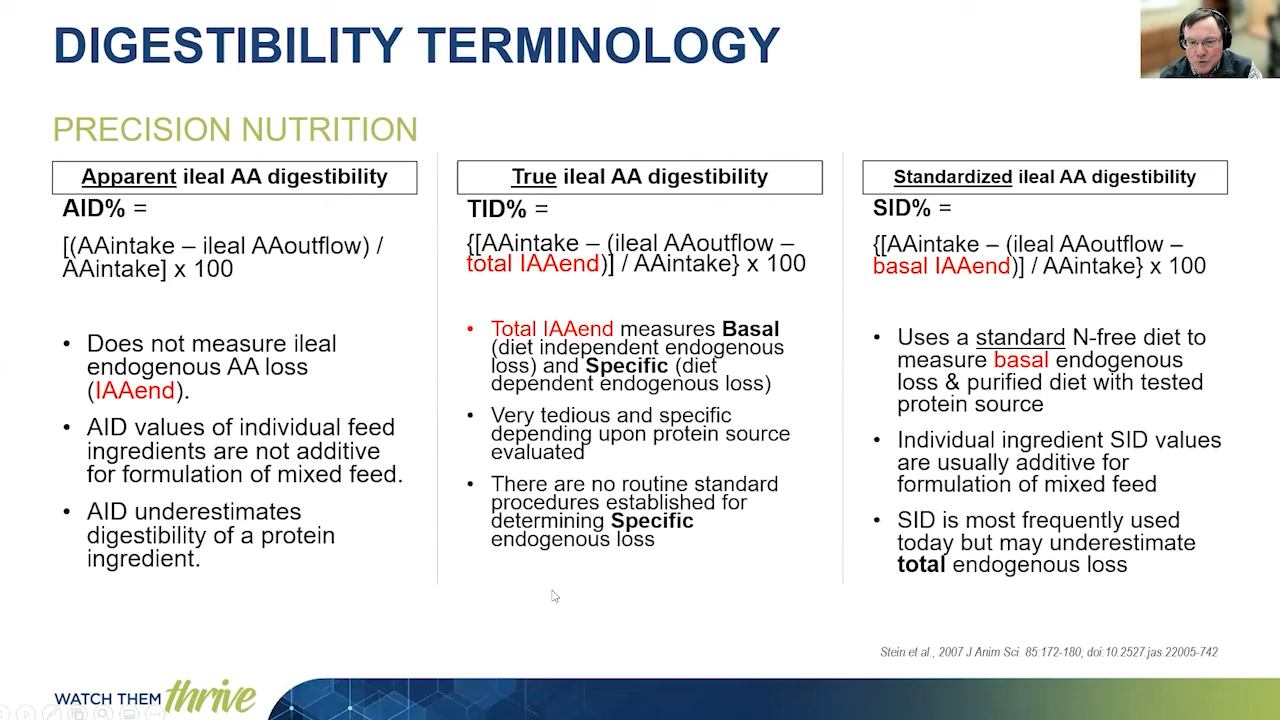 DIGESTIBILITY TERMINOLOGY
PRECISION NUTRITION
Apparent ileal AA digestibility
AID% =
[(AAintake – ileal AAoutflow) /
AAintake] x 100
• Does not measure ileal
endogenous AA loss
(IAAend).
• AID values of individual feed
ingredients are not additive
for formulation of mixed feed.
• AID underestimates
digestibility of a protein
ingredient.
True ileal AA digestibility
TID% =
{[AAintake – (ileal AAoutflow –
total IAAend)] / AAintake} x 100
• Total IAAend measures Basal
(diet independent endogenous
loss) and Specific (diet
dependent endogenous loss)
• Very tedious and specific
depending upon protein source
evaluated
• There are no routine standard
procedures established for
determining Specific
endogenous loss
Standardized ileal AA digestibility
SID% =
{[AAintake – (ileal AAoutflow –
basal IAAend)] / AAintake} x 100
• Uses a standard N-free diet to
measure basal endogenous
loss & purified diet with tested
protein source
• Individual ingredient SID values
are usually additive for
formulation of mixed feed
• SID is most frequently used
today but may underestimate
total endogenous loss
Stein et al., 2007 J Anim Sci. 85:172-180, doi:10.2527.jas.22005-742
WATCH THEM thrive